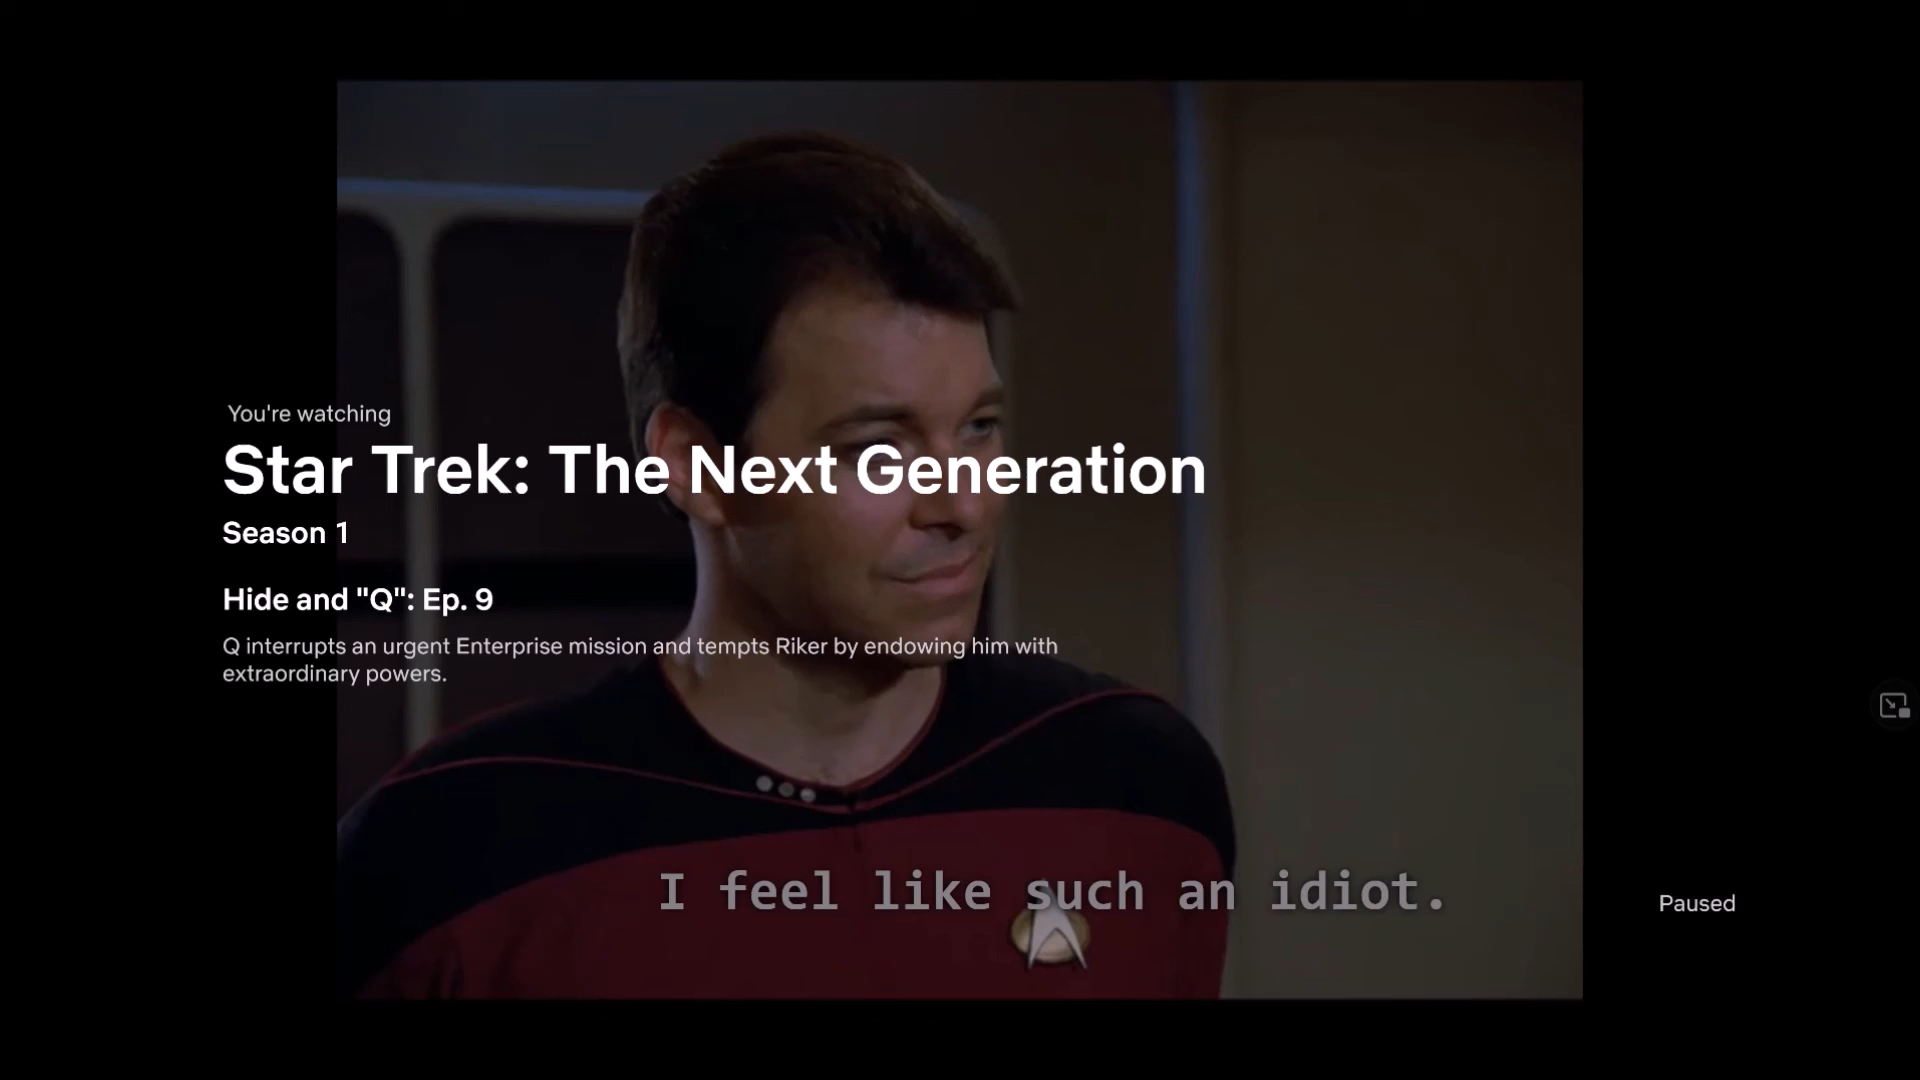 You're watching
Star Trek: The Next Generation
Season 1
Hide and "Q": Ep. 9
Q interrupts an urgent Enterprise mission and tempts Riker by endowing him with
extraordinary powers.
I feel like such an idiot.
Paused